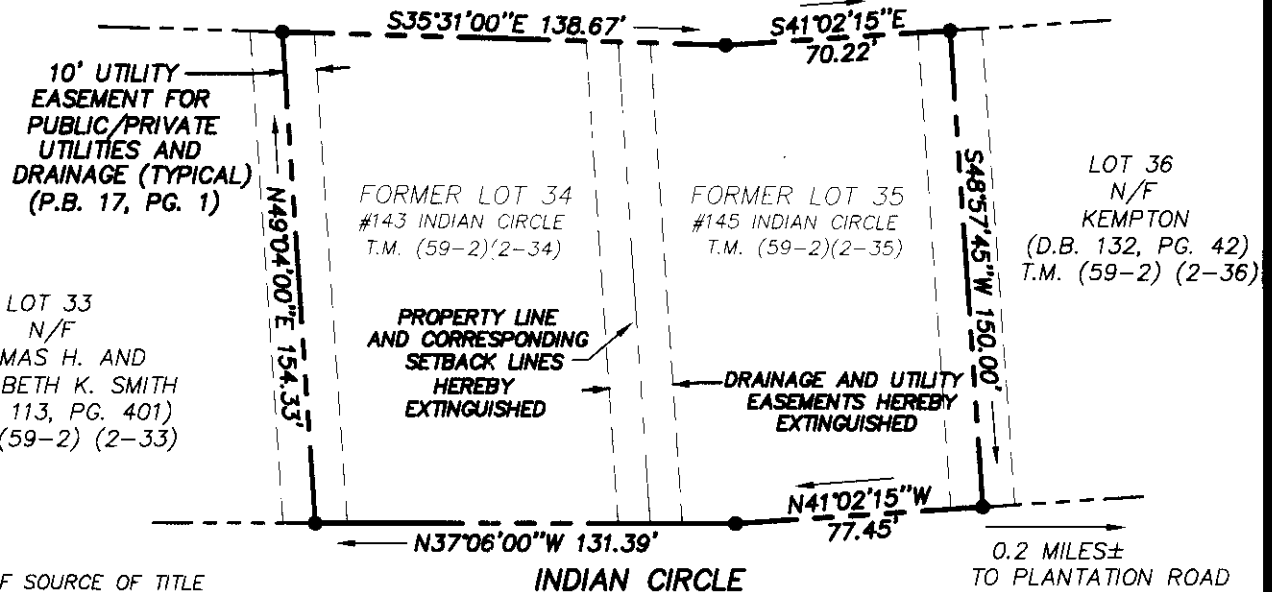 S35°31'00"E 138.67'
S41°02'15"E
70.22'
10' UTILITY
EASEMENT FOR
PUBLIC/PRIVATE
UTILITIES AND
DRAINAGE (TYPICAL)
(P.B. 17, PG. 1)
N49°04'00"E 154.33'
FORMER LOT 34
#143 INDIAN CIRCLE
T.M. (59-2)(2-34)
FORMER LOT 35
#145 INDIAN CIRCLE
T.M. (59-2)(2-35)
S48°57'45"W 150.00'
LOT 36
N/F
KEMPTON
(D.B. 132, PG. 42)
T.M. (59-2) (2-36)
LOT 33
N/F
MAS H. AND
BETH K. SMITH
113, PG. 401)
(59-2) (2-33)
PROPERTY LINE
AND CORRESPONDING
SETBACK LINES
HEREBY
EXTINGUISHED
DRAINAGE AND UTILITY
EASEMENTS HEREBY
EXTINGUISHED
N41°02'15"W
77.45'
N37°06'00"W 131.39'
F SOURCE OF TITLE
INDIAN CIRCLE
0.2 MILES±
TO PLANTATION ROAD